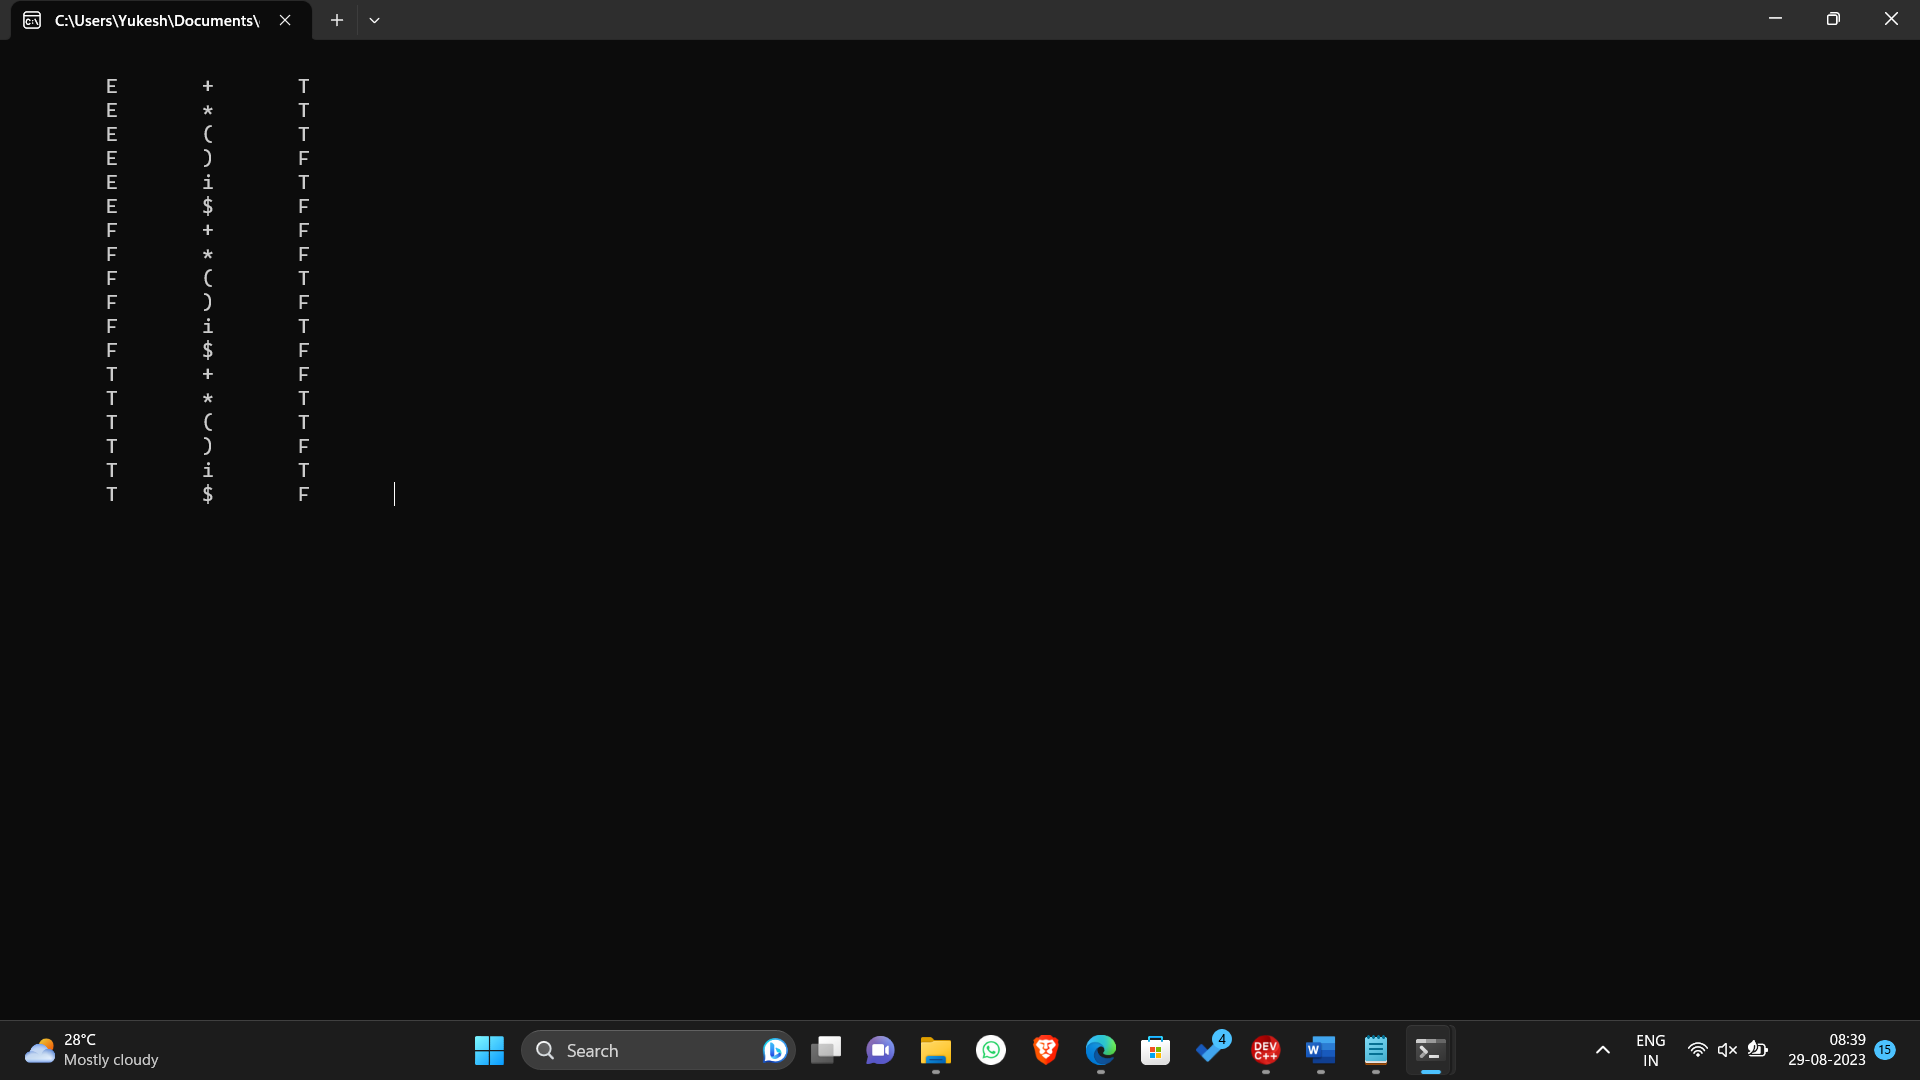 C:\Users\Yukesh\Documents\
E + T
E * T
E ( T
E ) F
E i T
E $ F
F + F
F * F
F ( T
F ) F
F i T
F $ F
T + F
T * T
T ( T
T ) F
T i T
T $ F
28°C
Mostly cloudy
Search
4
DEV
C++
W
ENG
IN
08:39
29-08-2023
15